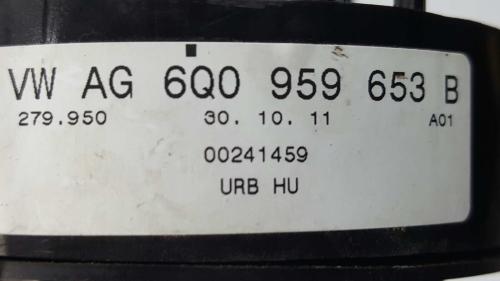 VW AG 6Q0 959 653 B
279.950 30. 10. 11 A01
00241459
URB HU